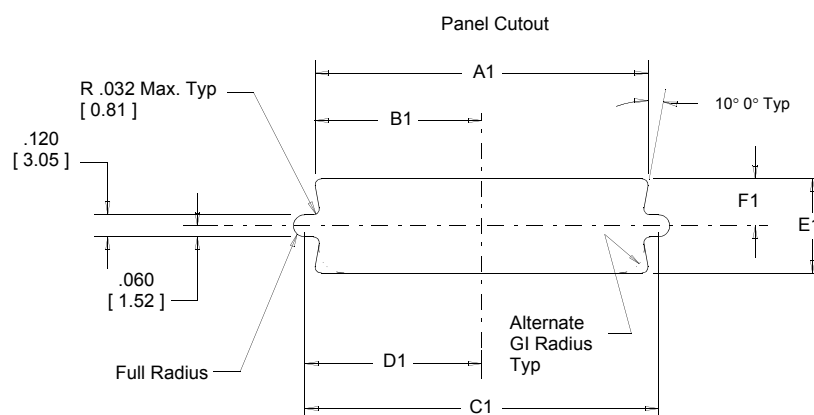 Panel Cutout
A1
R .032 Max. Typ
[ 0.81 ]
10° 0° Typ
B1
.120
[ 3.05 ]
F1
E1
.060
[ 1.52 ]
Alternate
GI Radius
Typ
D1
Full Radius
C1